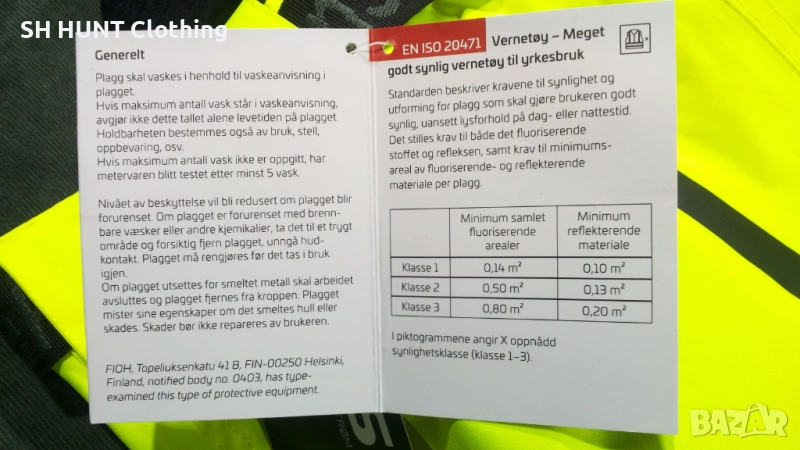 SH HUNT Clothing
Generelt
Plagg skal vaskes i henhold til vaskeanvisning i
plagget.
Hvis maksimum antall vask står i vaskeanvisning,
avgjør ikke dette tallet alene levetiden på plagget.
Holdbarheten bestemmes også av bruk, stell,
oppbevaring, osv.
Hvis maksimum antall vask ikke er oppgitt, har
metervaren blitt testet etter minst 5 vask.
Nivået av beskyttelse vil bli redusert om plagget blir
forurenset. Om plagget er forurenset med brenn-
bare væsker eller andre kjemikalier, ta det til et trygt
område og forsiktig fjern plagget, unngå hud-
kontakt. Plagget må rengjøres før det tas i bruk
igjen.
Om plagget utsettes for smeltet metall skal arbeidet
avsluttes og plagget fjernes fra kroppen. Plagget
mister sine egenskaper om det smeltes hull eller
skades. Skader bør ikke repareres av brukeren.
FIOH, Topeliuksenkatu 41 B, FIN-00250 Helsinki,
Finland, notified body no. 0403, has type-
examined this type of protective equipment.
EN ISO 20471 Vernetøy – Meget
godt synlig vernetøy til yrkesbruk
x
Standarden beskriver kravene til synlighet og
utforming for plagg som skal gjøre brukeren godt
synlig, uansett lysforhold på dag- eller nattestid.
Det stilles krav til både det fluoriserende
stoffet og refleksen, samt krav til minimums-
areal av fluoriserende- og reflekterende
materiale per plagg.
Minimum samlet fluoriserende arealer
Minimum reflekterende materiale
Klasse 1 0,14 m² 0,10 m²
Klasse 2 0,50 m² 0,13 m²
Klasse 3 0,80 m² 0,20 m²
I piktogrammene angir X oppnådd
synlighetsklasse (klasse 1–3).
BAZAR